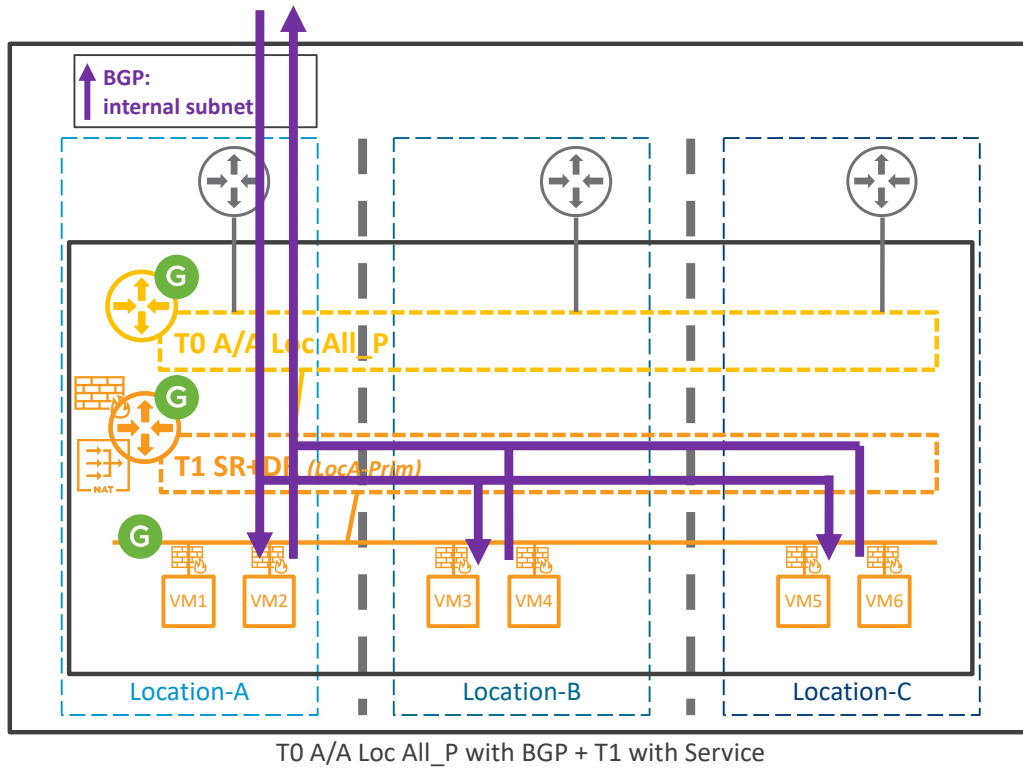 BGP:
internal subnet
G
T0 A/A Loc All_P
G
T1 SR+DR (LocA-Prim)
NAT
G
VM1
VM2
VM3
VM4
VM5
VM6
Location-A
Location-B
Location-C
T0 A/A Loc All_P with BGP + T1 with Service